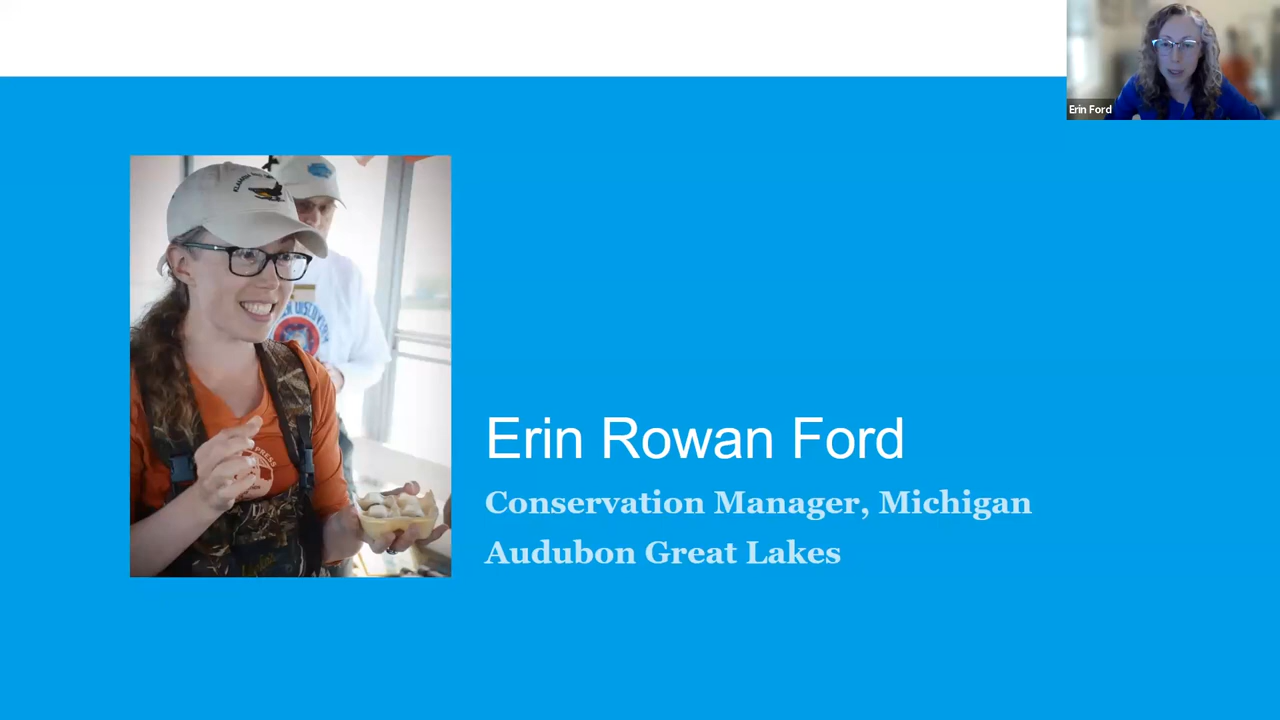 Erin Ford
Erin Rowan Ford
Conservation Manager, Michigan
Audubon Great Lakes